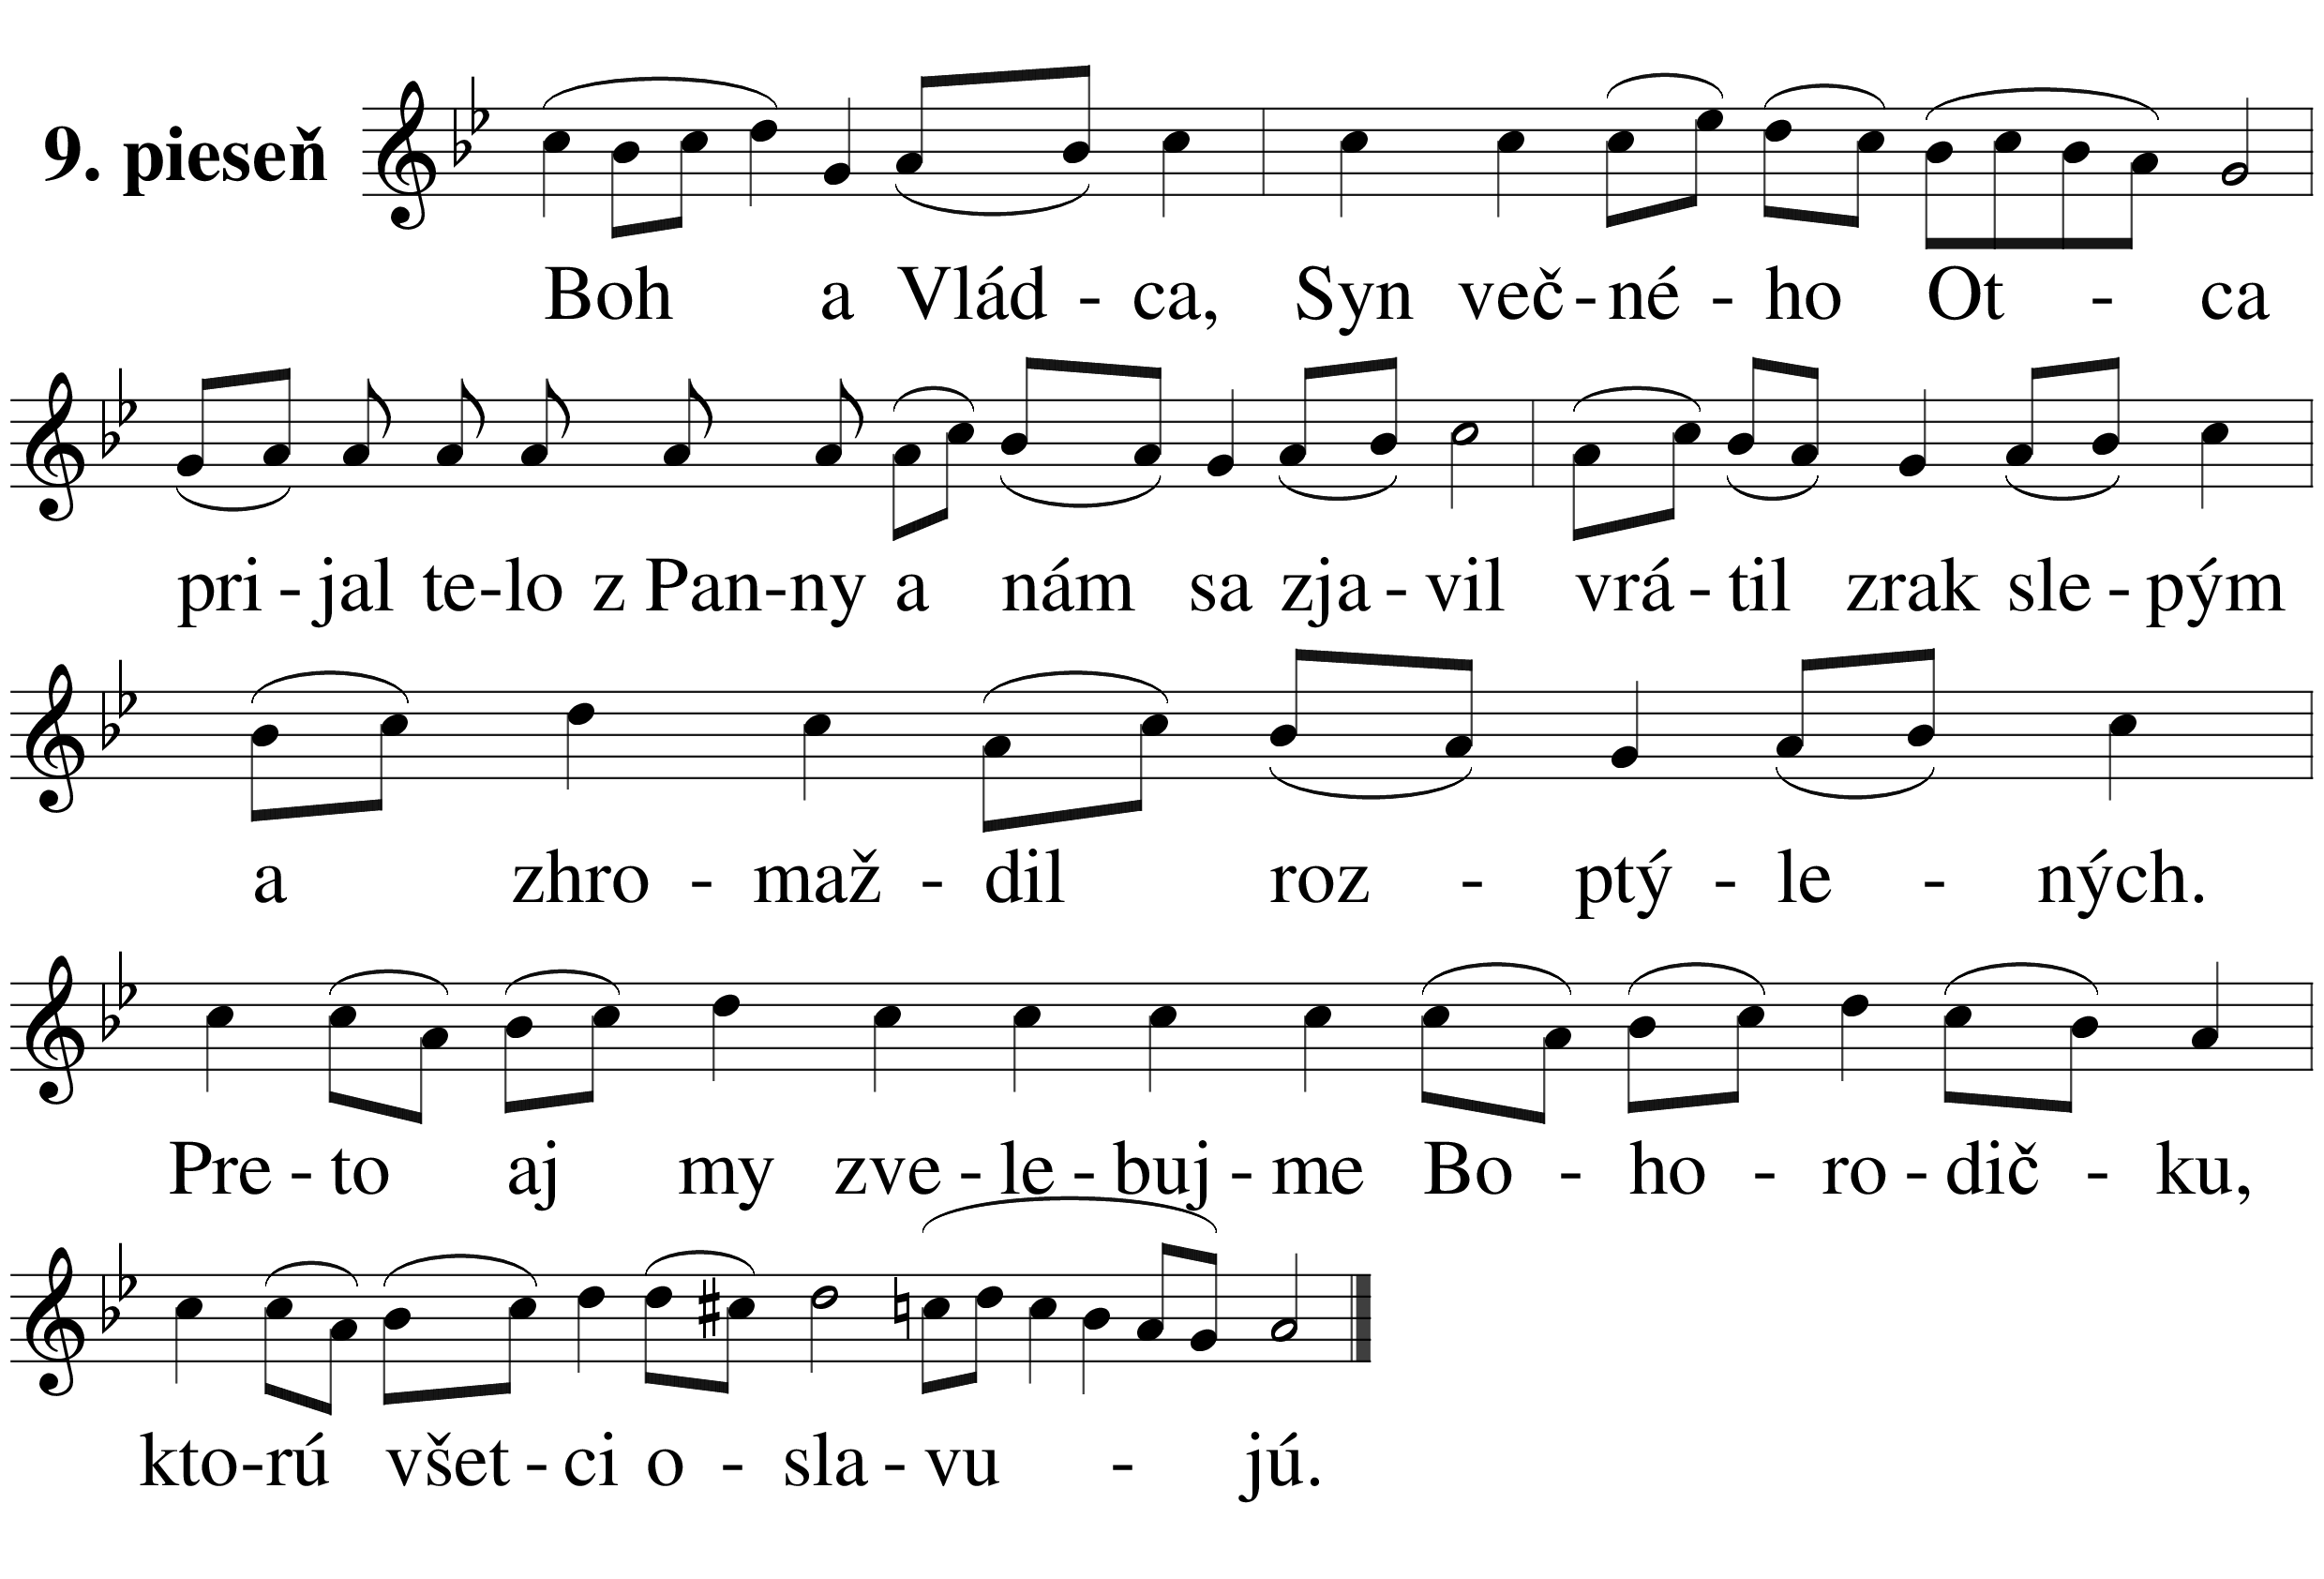 9. pieseň
Boh a Vlád - ca, Syn več - né - ho Ot - ca
pri - jal te - lo z Pan - ny a nám sa zja - vil vrá - til zrak sle - pým
a zhro - maž - dil roz - ptý - le - ných.
Pre - to aj my zve - le - buj - me Bo - ho - ro - dič - ku,
kto - rú všet - ci o - sla - vu - jú.